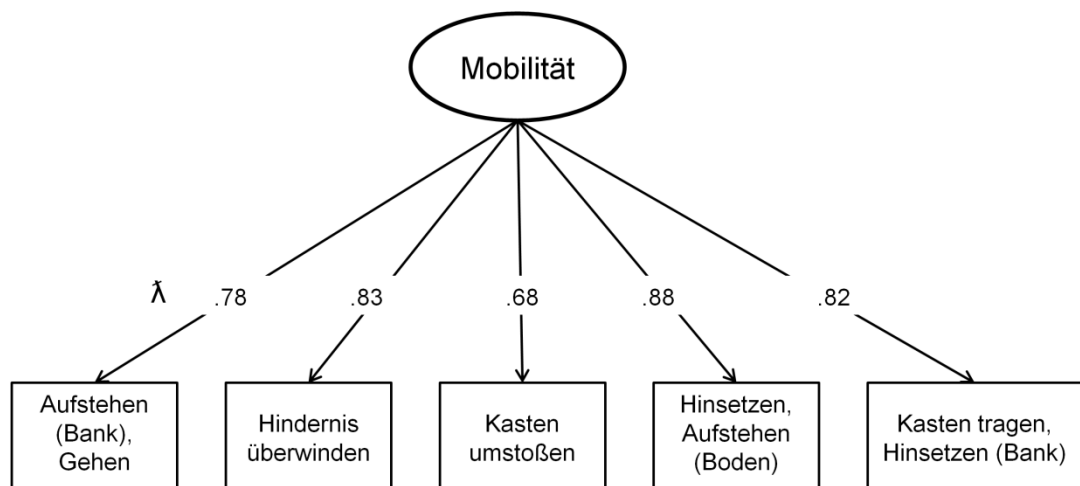 Mobilität
ƛ .78 .83 .68 .88 .82
Aufstehen
(Bank),
Gehen
Hindernis
überwinden
Kasten
umstoßen
Hinsetzen,
Aufstehen
(Boden)
Kasten tragen,
Hinsetzen (Bank)